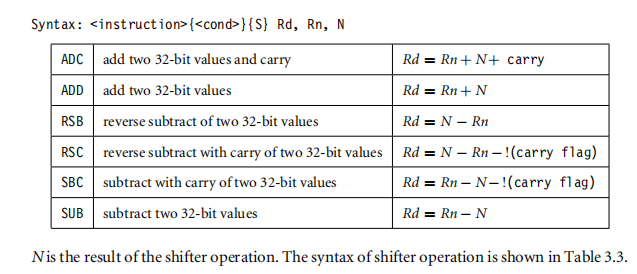 Syntax: <instruction>{<cond>}{S} Rd, Rn, N
ADC add two 32-bit values and carry Rd = Rn + N + carry
ADD add two 32-bit values Rd = Rn + N
RSB reverse subtract of two 32-bit values Rd = N − Rn
RSC reverse subtract with carry of two 32-bit values Rd = N − Rn − !(carry flag)
SBC subtract with carry of two 32-bit values Rd = Rn − N − !(carry flag)
SUB subtract two 32-bit values Rd = Rn − N
N is the result of the shifter operation. The syntax of shifter operation is shown in Table 3.3.